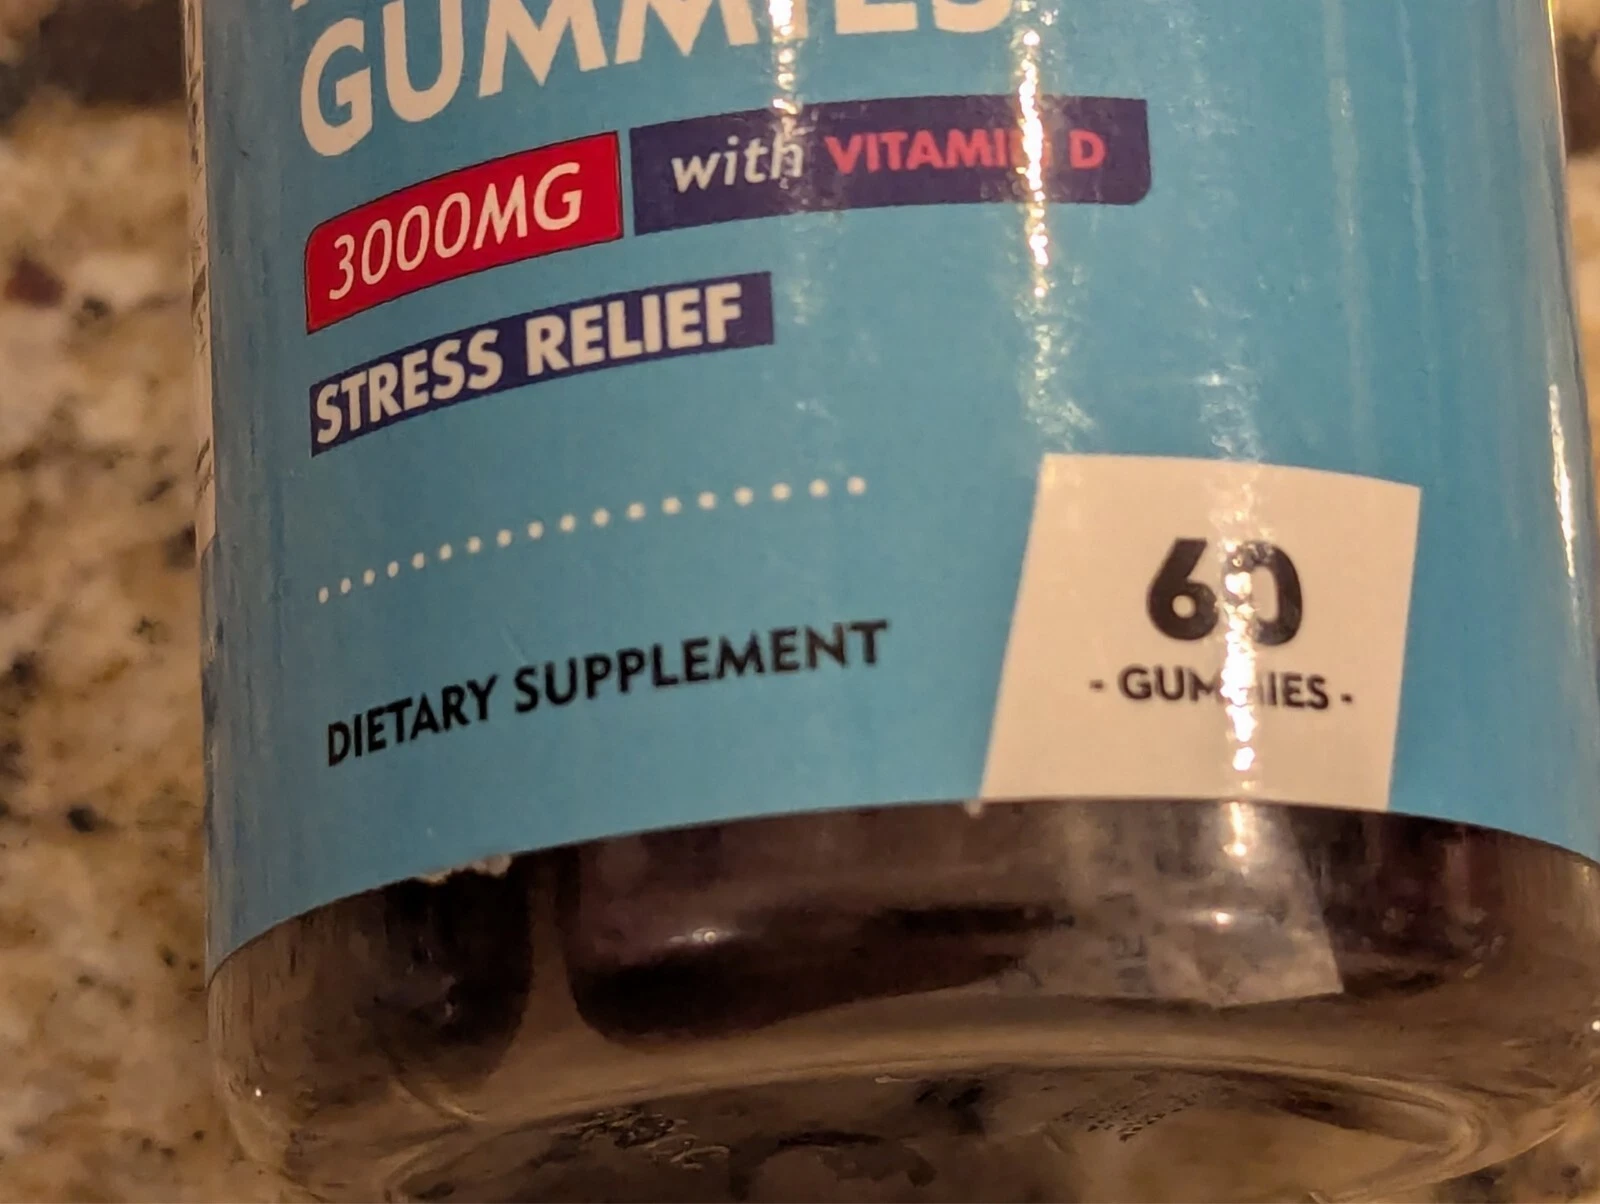 GUMMIES
3000MG with VITAMIN D
STRESS RELIEF
DIETARY SUPPLEMENT
60
- GUMMIES -